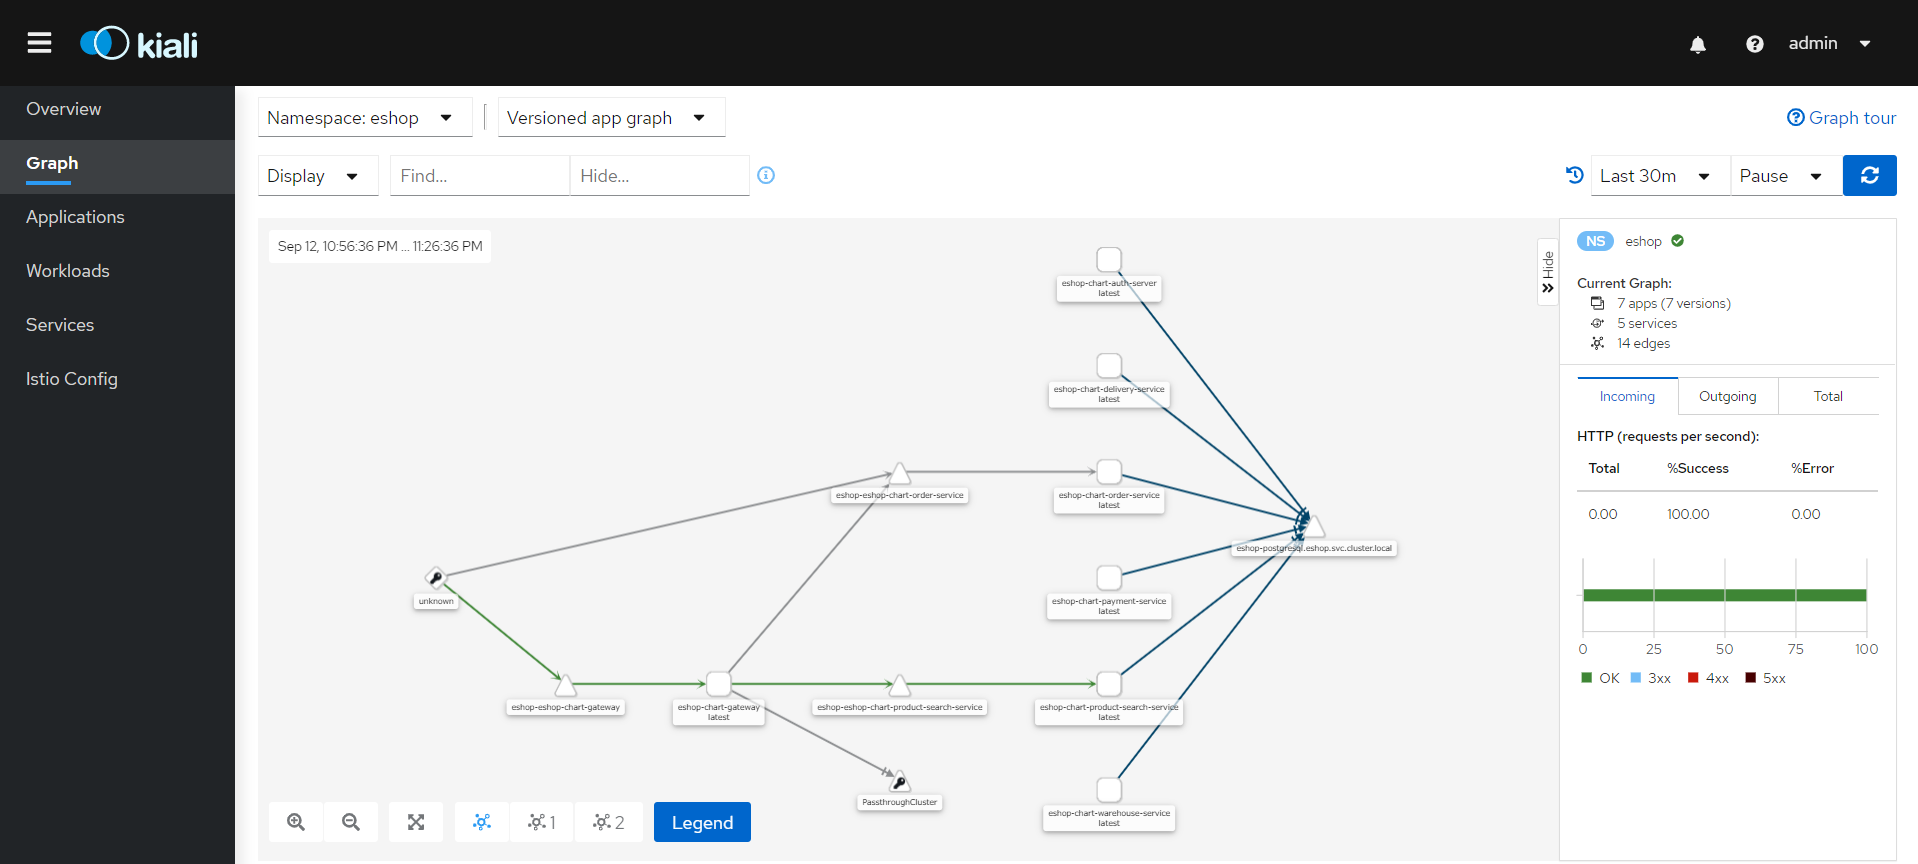 kiali
admin
Overview
Graph
Applications
Workloads
Services
Istio Config
Namespace: eshop
Versioned app graph
Graph tour
Display
Find...
Hide...
Last 30m
Pause
Sep 12, 10:56:36 PM ... 11:26:36 PM
Hide
eshop-chart-auth-server
latest
eshop-chart-delivery-service
latest
eshop-eshop-chart-order-service
eshop-chart-order-service
latest
eshop-postgresql.eshop.svc.cluster.local
unknown
eshop-chart-payment-service
latest
eshop-eshop-chart-gateway
eshop-chart-gateway
latest
eshop-eshop-chart-product-search-service
eshop-chart-product-search-service
latest
PassthroughCluster
eshop-chart-warehouse-service
latest
1
2
Legend
NS eshop
Current Graph:
7 apps (7 versions)
5 services
14 edges
Incoming Outgoing Total
HTTP (requests per second):
Total %Success %Error
0.00 100.00 0.00
0 25 50 75 100
OK 3xx 4xx 5xx